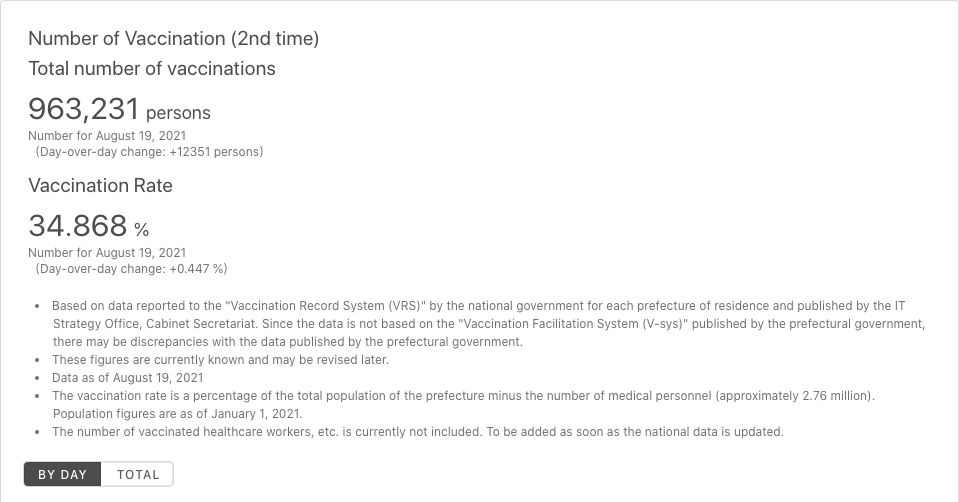 Number of Vaccination (2nd time)
Total number of vaccinations
963,231 persons
Number for August 19, 2021
(Day-over-day change: +12351 persons)
Vaccination Rate
34.868 %
Number for August 19, 2021
(Day-over-day change: +0.447 %)
• Based on data reported to the "Vaccination Record System (VRS)" by the national government for each prefecture of residence and published by the IT
Strategy Office, Cabinet Secretariat. Since the data is not based on the "Vaccination Facilitation System (V-sys)" published by the prefectural government,
there may be discrepancies with the data published by the prefectural government.
• These figures are currently known and may be revised later.
• Data as of August 19, 2021
• The vaccination rate is a percentage of the total population of the prefecture minus the number of medical personnel (approximately 2.76 million).
Population figures are as of January 1, 2021.
• The number of vaccinated healthcare workers, etc. is currently not included. To be added as soon as the national data is updated.
BY DAY TOTAL